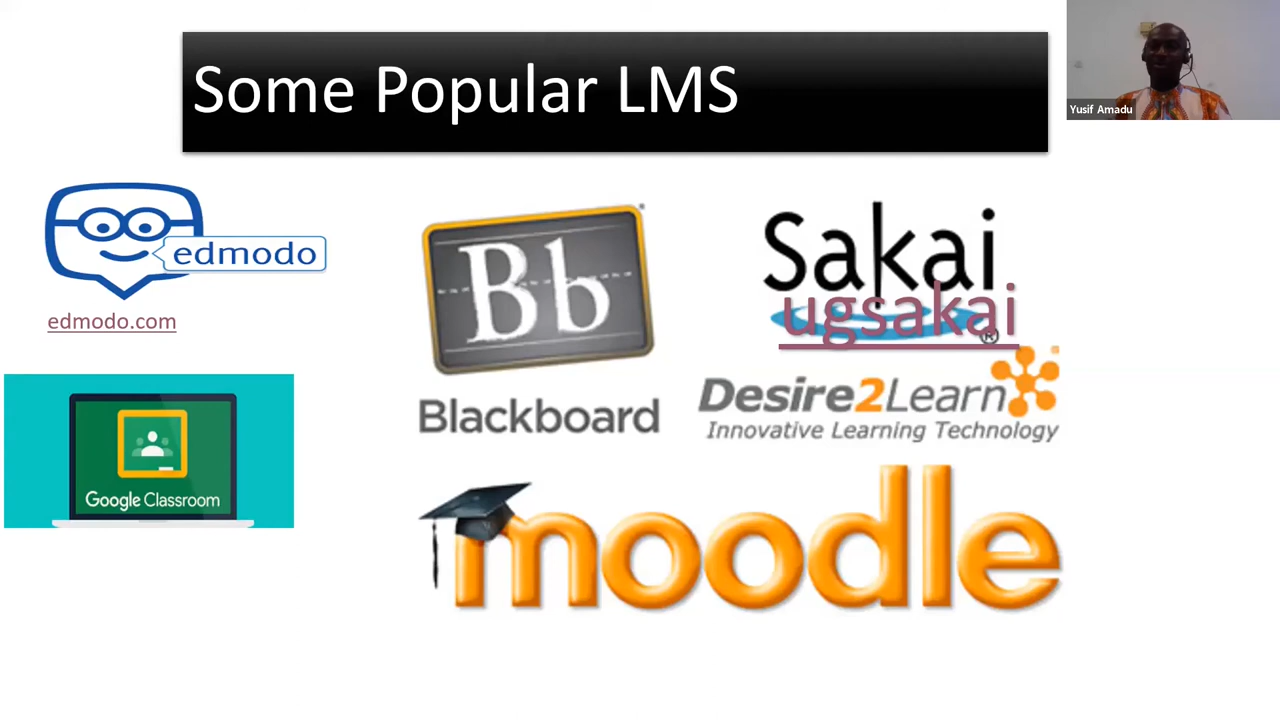 Some Popular LMS
Yusif Amadu
edmodo
edmodo.com
Google Classroom
Bb
Blackboard
Sakai
ugsakai
®
Desire2Learn
Innovative Learning Technology
moodle